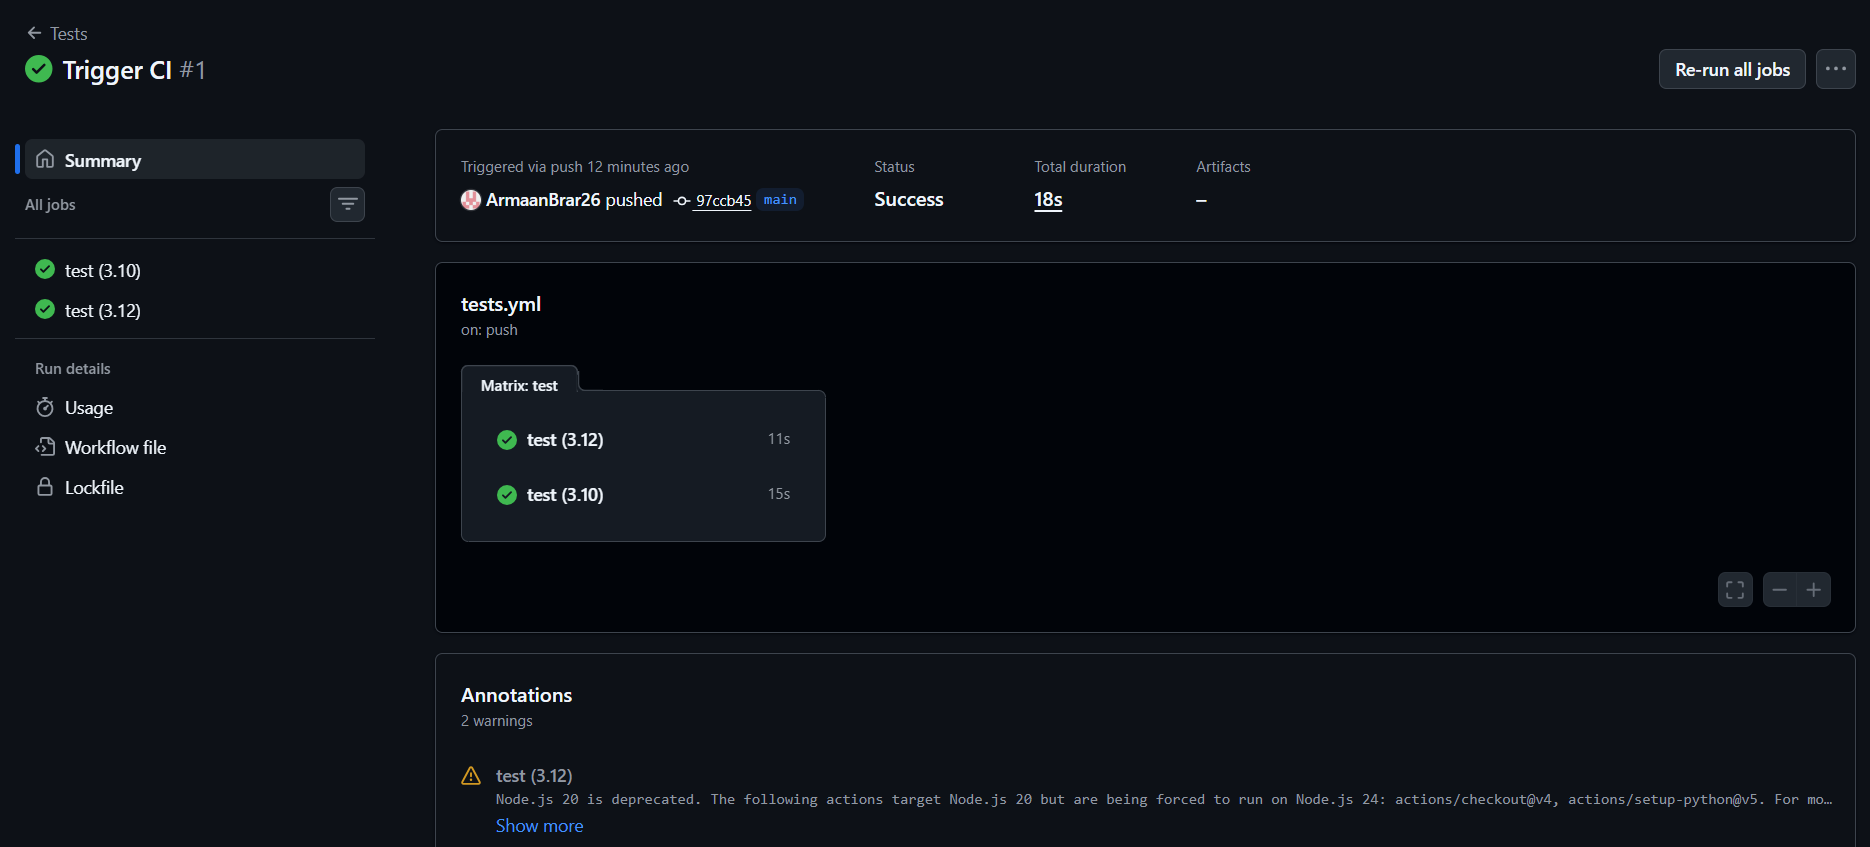 Tests
Trigger CI #1
Re-run all jobs
Summary
All jobs
test (3.10)
test (3.12)
Run details
Usage
Workflow file
Lockfile
Triggered via push 12 minutes ago
ArmaanBrar26 pushed 97ccb45 main
Status
Success
Total duration
18s
Artifacts
–
tests.yml
on: push
Matrix: test
test (3.12) 11s
test (3.10) 15s
Annotations
2 warnings
test (3.12)
Node.js 20 is deprecated. The following actions target Node.js 20 but are being forced to run on Node.js 24: actions/checkout@v4, actions/setup-python@v5. For mo…
Show more